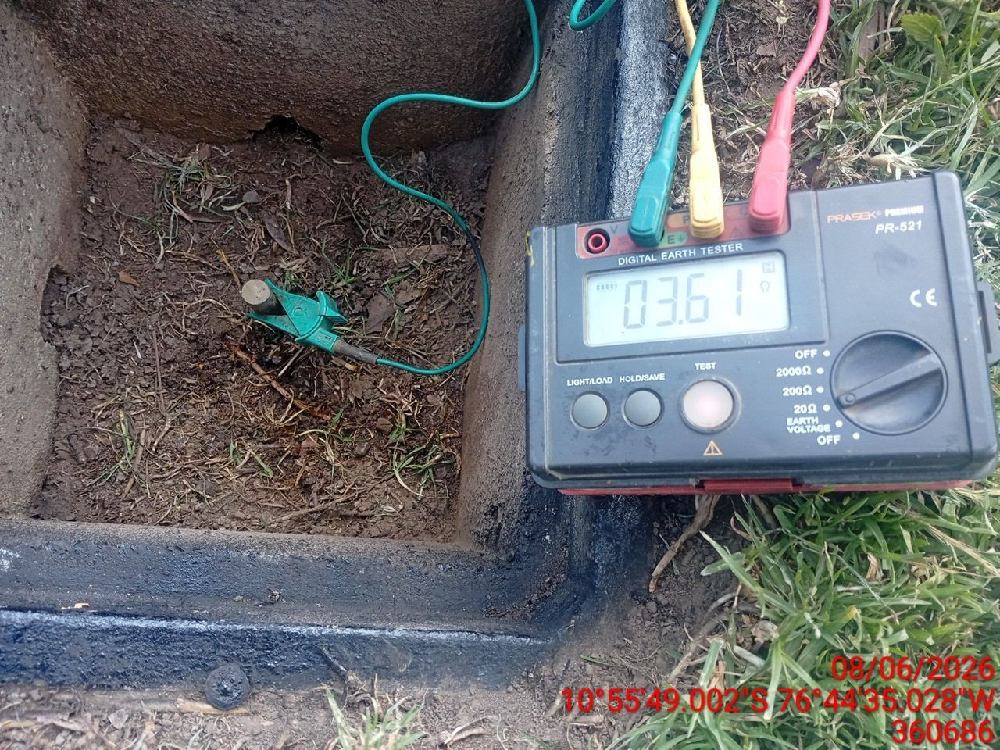 PRASEK® PREMIUM
PR-521
V
E
P
DIGITAL EARTH TESTER
03.61
H
Ω
CE
LIGHT/LOAD HOLD/SAVE
TEST
OFF
2000Ω
200Ω
20Ω
EARTH
VOLTAGE
OFF
08/06/2026
10°55'49.002"S 76°44'35.028"W
360686